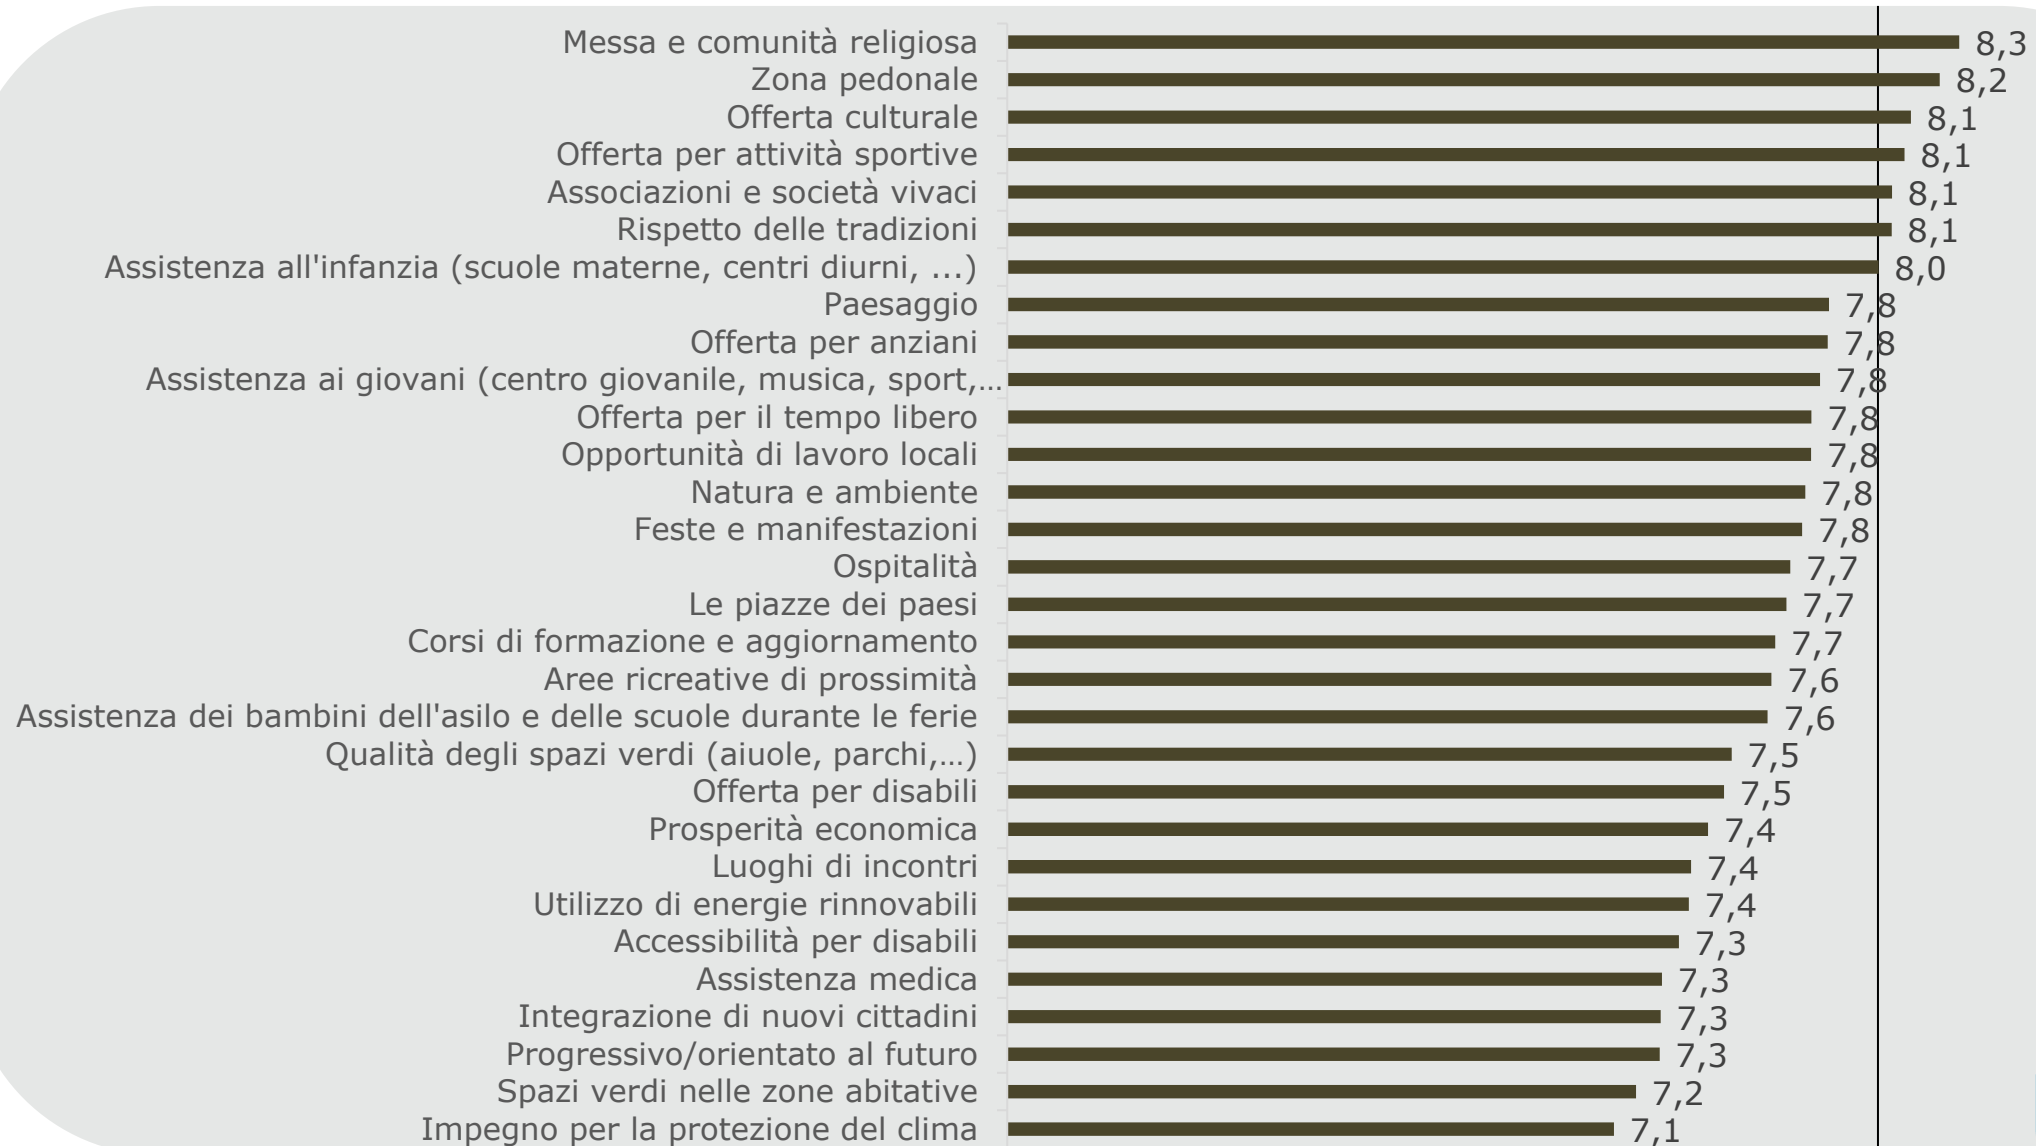 Messa e comunità religiosa 8,3
Zona pedonale 8,2
Offerta culturale 8,1
Offerta per attività sportive 8,1
Associazioni e società vivaci 8,1
Rispetto delle tradizioni 8,1
Assistenza all'infanzia (scuole materne, centri diurni, ...) 8,0
Paesaggio 7,8
Offerta per anziani 7,8
Assistenza ai giovani (centro giovanile, musica, sport,... 7,8
Offerta per il tempo libero 7,8
Opportunità di lavoro locali 7,8
Natura e ambiente 7,8
Feste e manifestazioni 7,8
Ospitalità 7,7
Le piazze dei paesi 7,7
Corsi di formazione e aggiornamento 7,7
Aree ricreative di prossimità 7,6
Assistenza dei bambini dell'asilo e delle scuole durante le ferie 7,6
Qualità degli spazi verdi (aiuole, parchi,...) 7,5
Offerta per disabili 7,5
Prosperità economica 7,4
Luoghi di incontri 7,4
Utilizzo di energie rinnovabili 7,4
Accessibilità per disabili 7,3
Assistenza medica 7,3
Integrazione di nuovi cittadini 7,3
Progressivo/orientato al futuro 7,3
Spazi verdi nelle zone abitative 7,2
Impegno per la protezione del clima 7,1